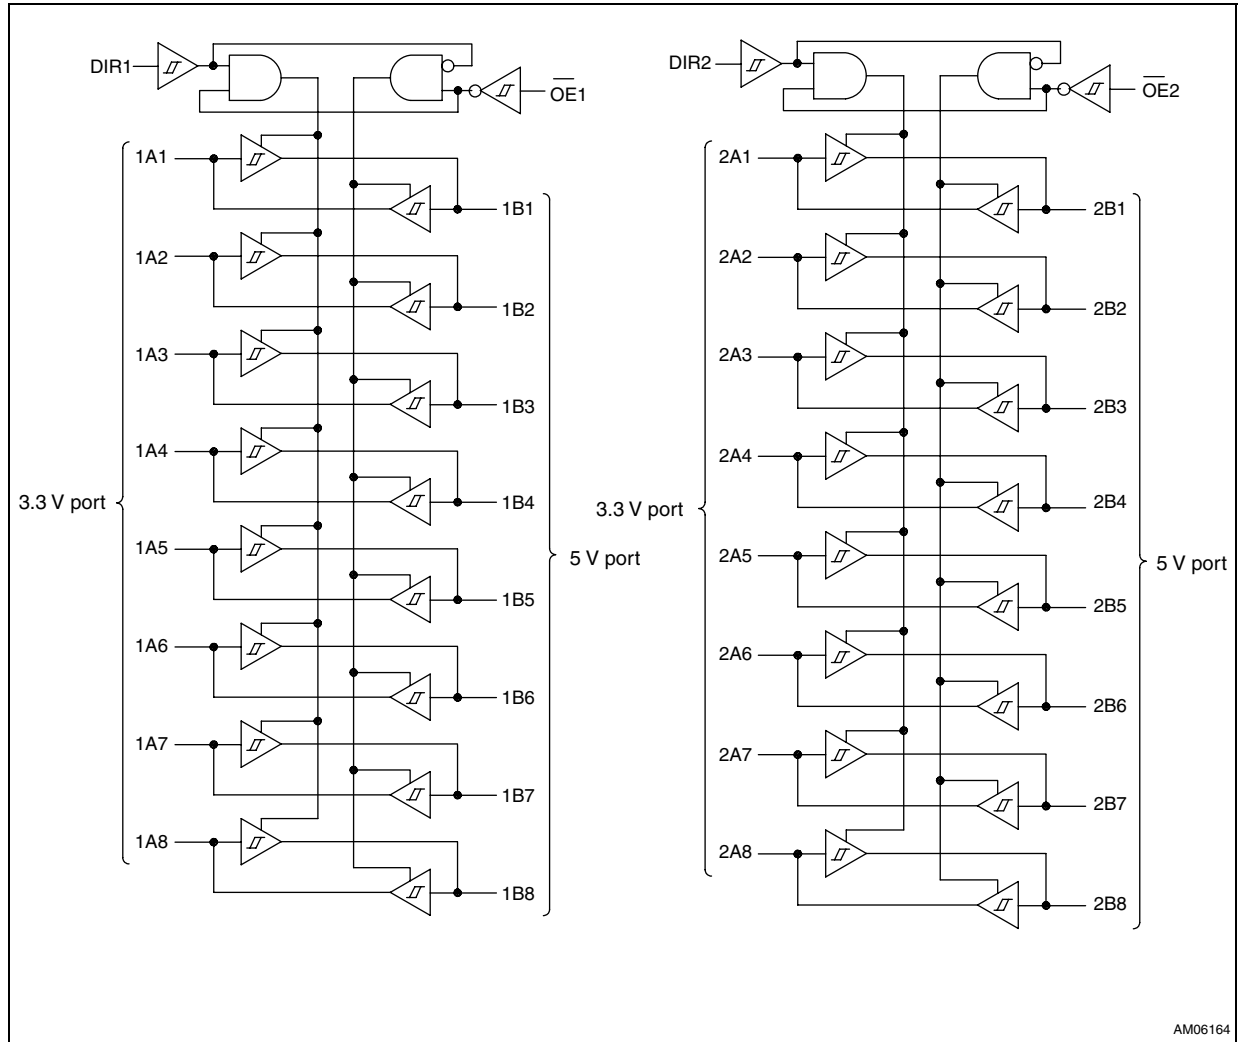 DIR1
OE1
1A1
1B1
1A2
1B2
1A3
1B3
1A4
1B4
1A5
1B5
1A6
1B6
1A7
1B7
1A8
1B8
3.3 V port
5 V port
DIR2
OE2
2A1
2B1
2A2
2B2
2A3
2B3
2A4
2B4
2A5
2B5
2A6
2B6
2A7
2B7
2A8
2B8
3.3 V port
5 V port
AM06164